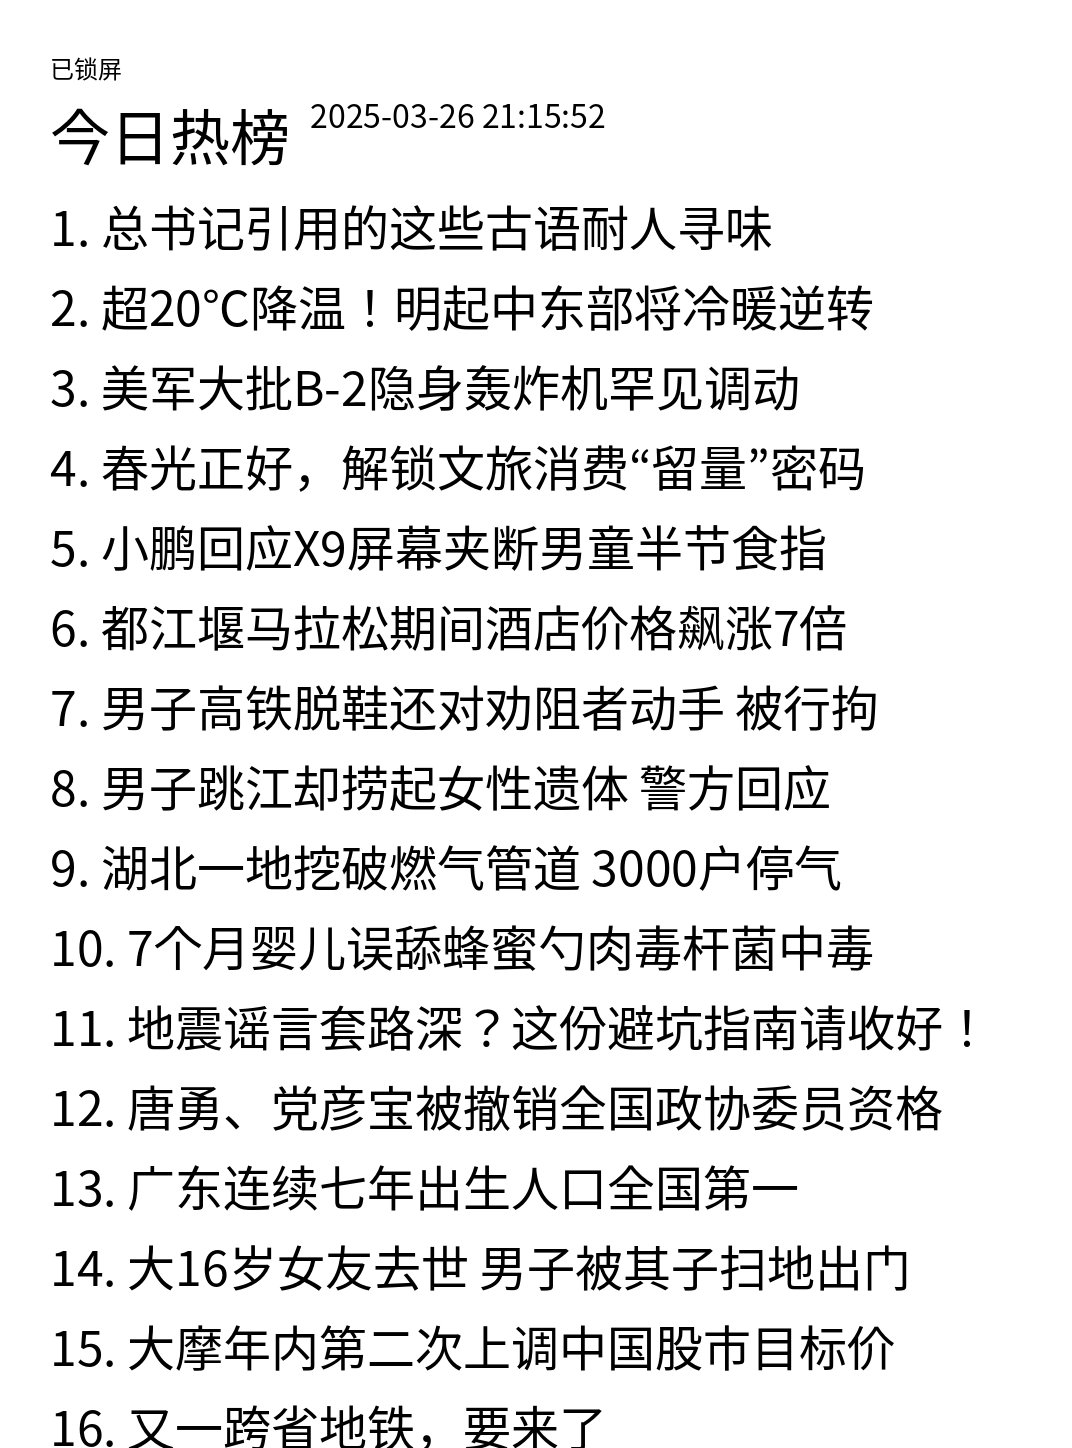 已锁屏
今日热榜 2025-03-26 21:15:52
1. 总书记引用的这些古语耐人寻味
2. 超20℃降温！明起中东部将冷暖逆转
3. 美军大批B-2隐身轰炸机罕见调动
4. 春光正好，解锁文旅消费“留量”密码
5. 小鹏回应X9屏幕夹断男童半节食指
6. 都江堰马拉松期间酒店价格飙涨7倍
7. 男子高铁脱鞋还对劝阻者动手 被行拘
8. 男子跳江却捞起女性遗体 警方回应
9. 湖北一地挖破燃气管道 3000户停气
10. 7个月婴儿误舔蜂蜜勺肉毒杆菌中毒
11. 地震谣言套路深？这份避坑指南请收好！
12. 唐勇、党彦宝被撤销全国政协委员资格
13. 广东连续七年出生人口全国第一
14. 大16岁女友去世 男子被其子扫地出门
15. 大摩年内第二次上调中国股市目标价
16. 又一跨省地铁，要来了